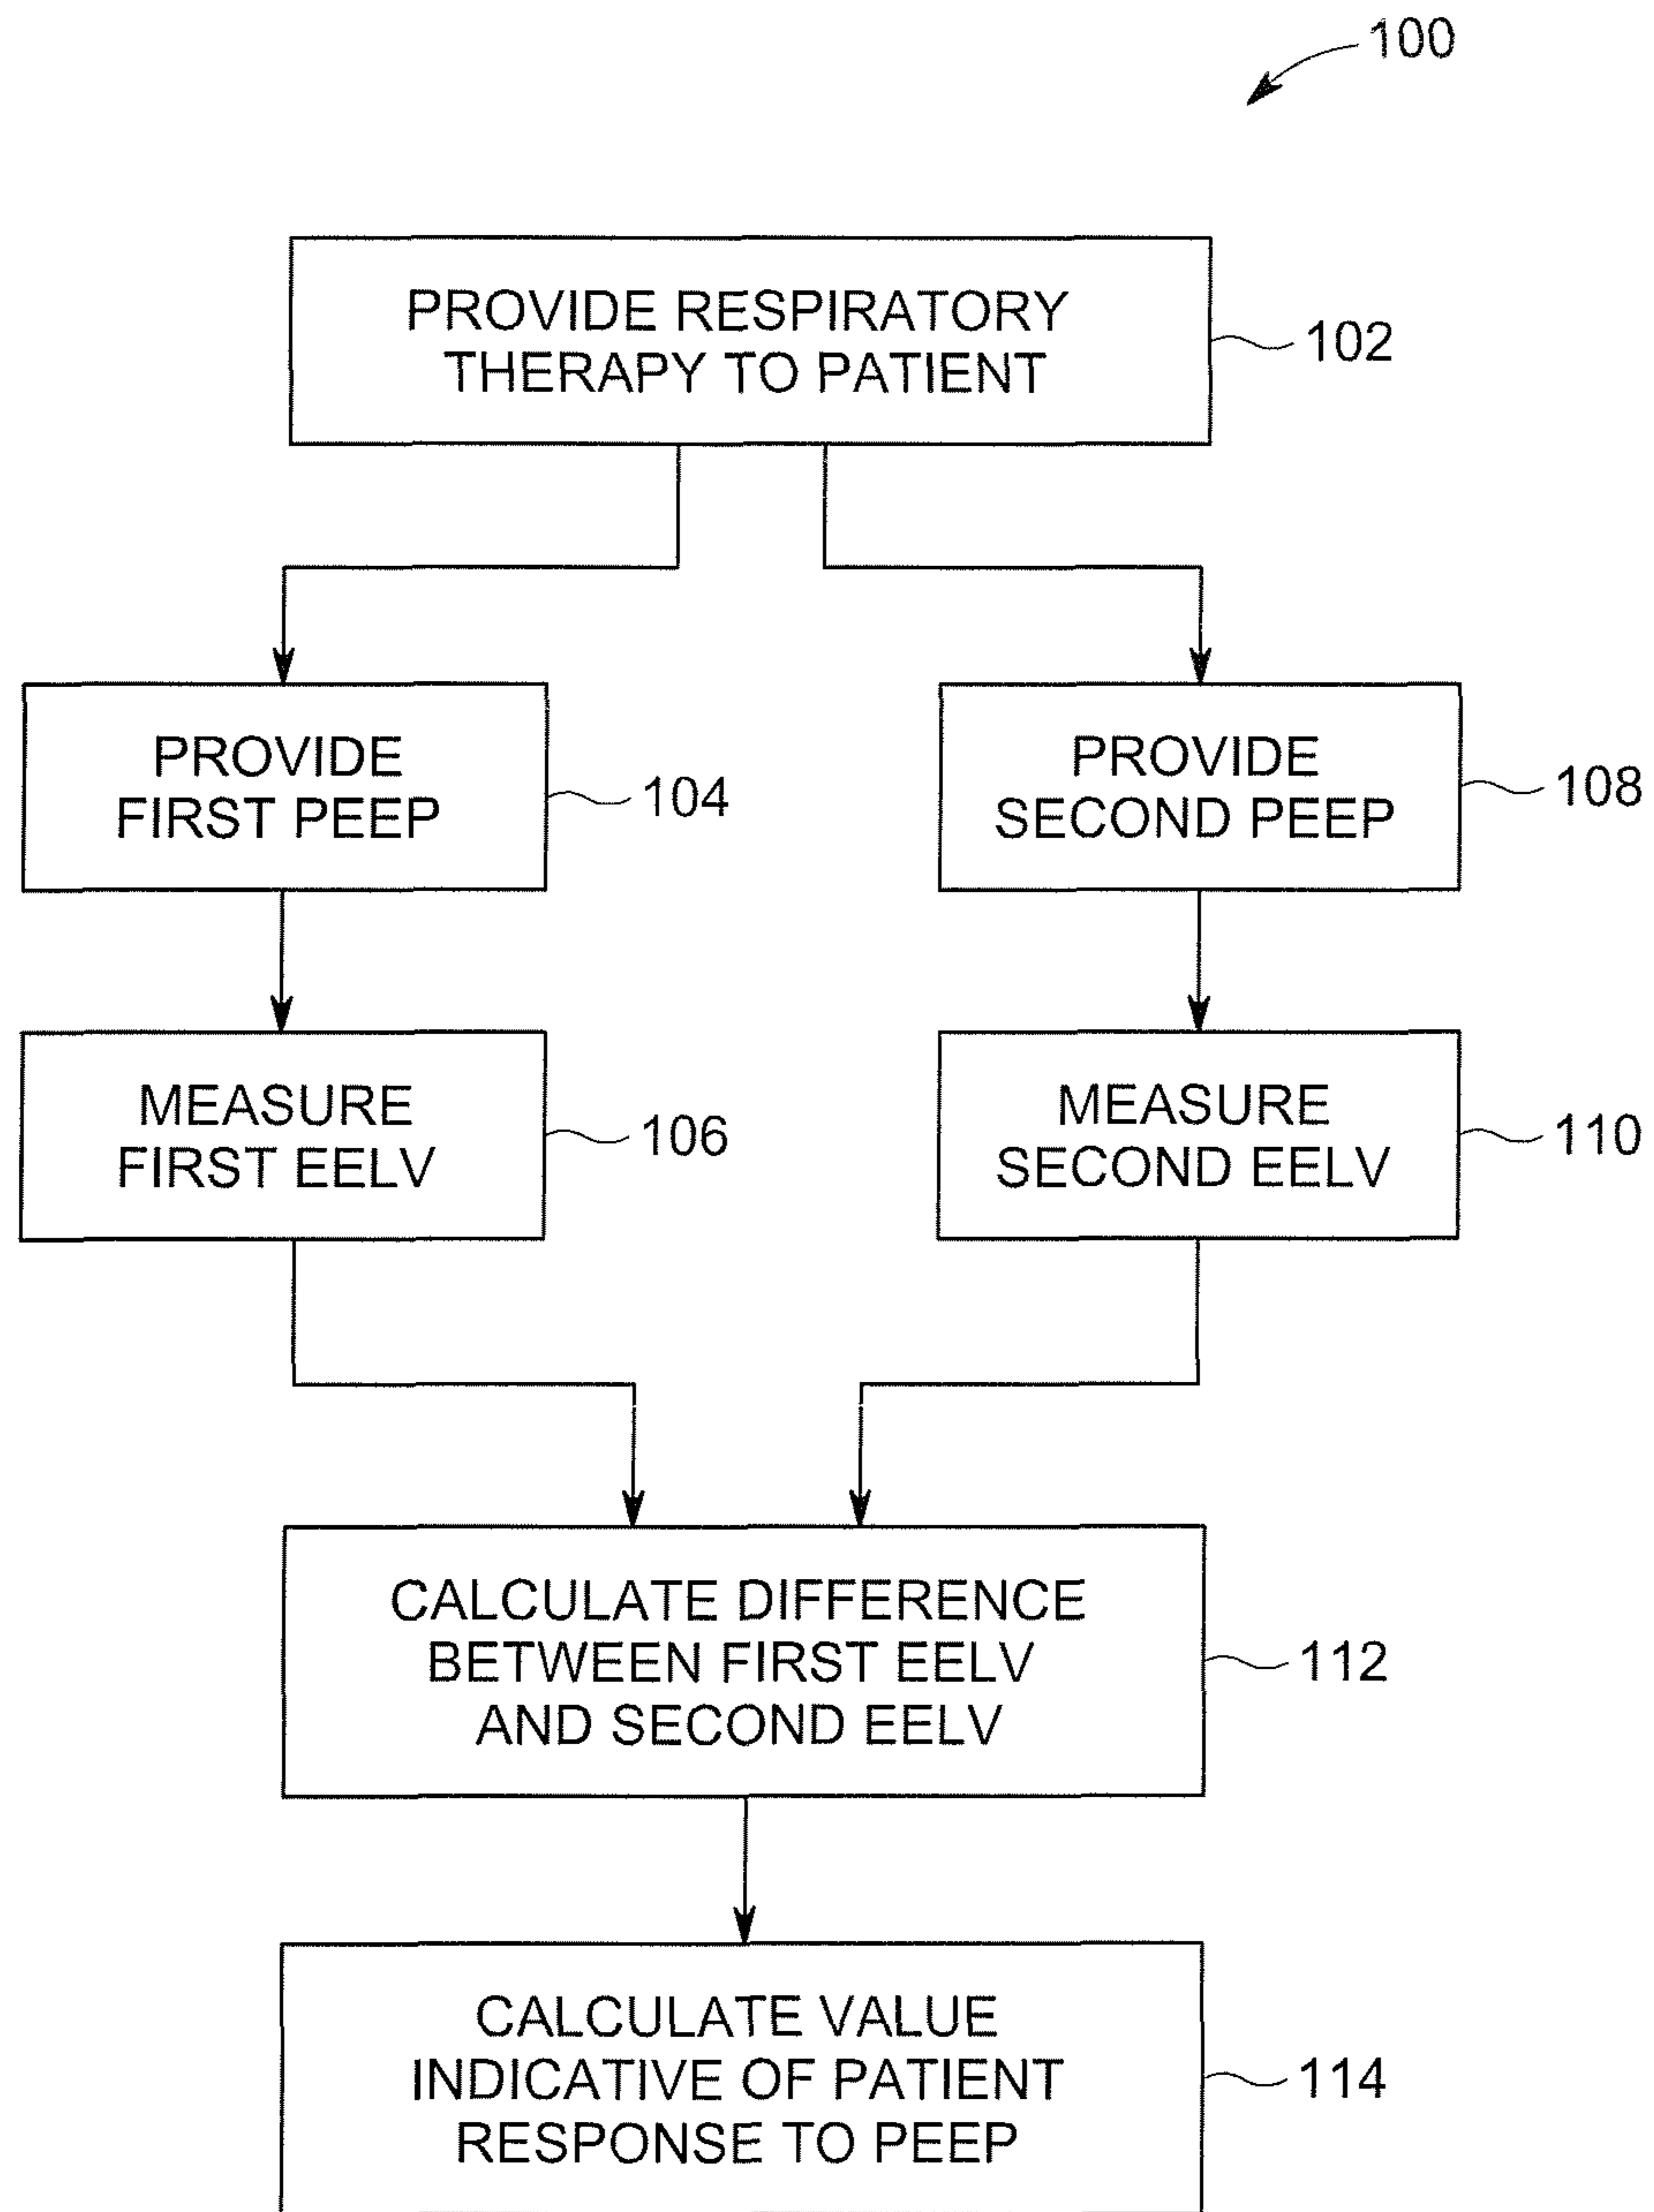 100
PROVIDE RESPIRATORY
THERAPY TO PATIENT
102
PROVIDE
FIRST PEEP
104
PROVIDE
SECOND PEEP
108
MEASURE
FIRST EELV
106
MEASURE
SECOND EELV
110
CALCULATE DIFFERENCE
BETWEEN FIRST EELV
AND SECOND EELV
112
CALCULATE VALUE
INDICATIVE OF PATIENT
RESPONSE TO PEEP
114